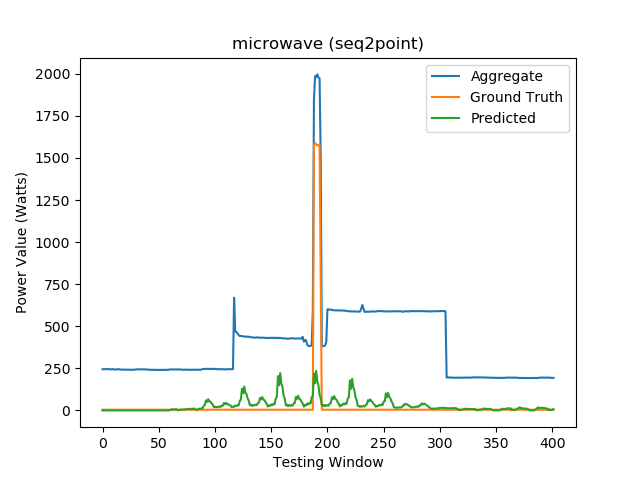 microwave (seq2point)
Aggregate
Ground Truth
Predicted
Power Value (Watts)
2000
1750
1500
1250
1000
750
500
250
0
0 50 100 150 200 250 300 350 400
Testing Window